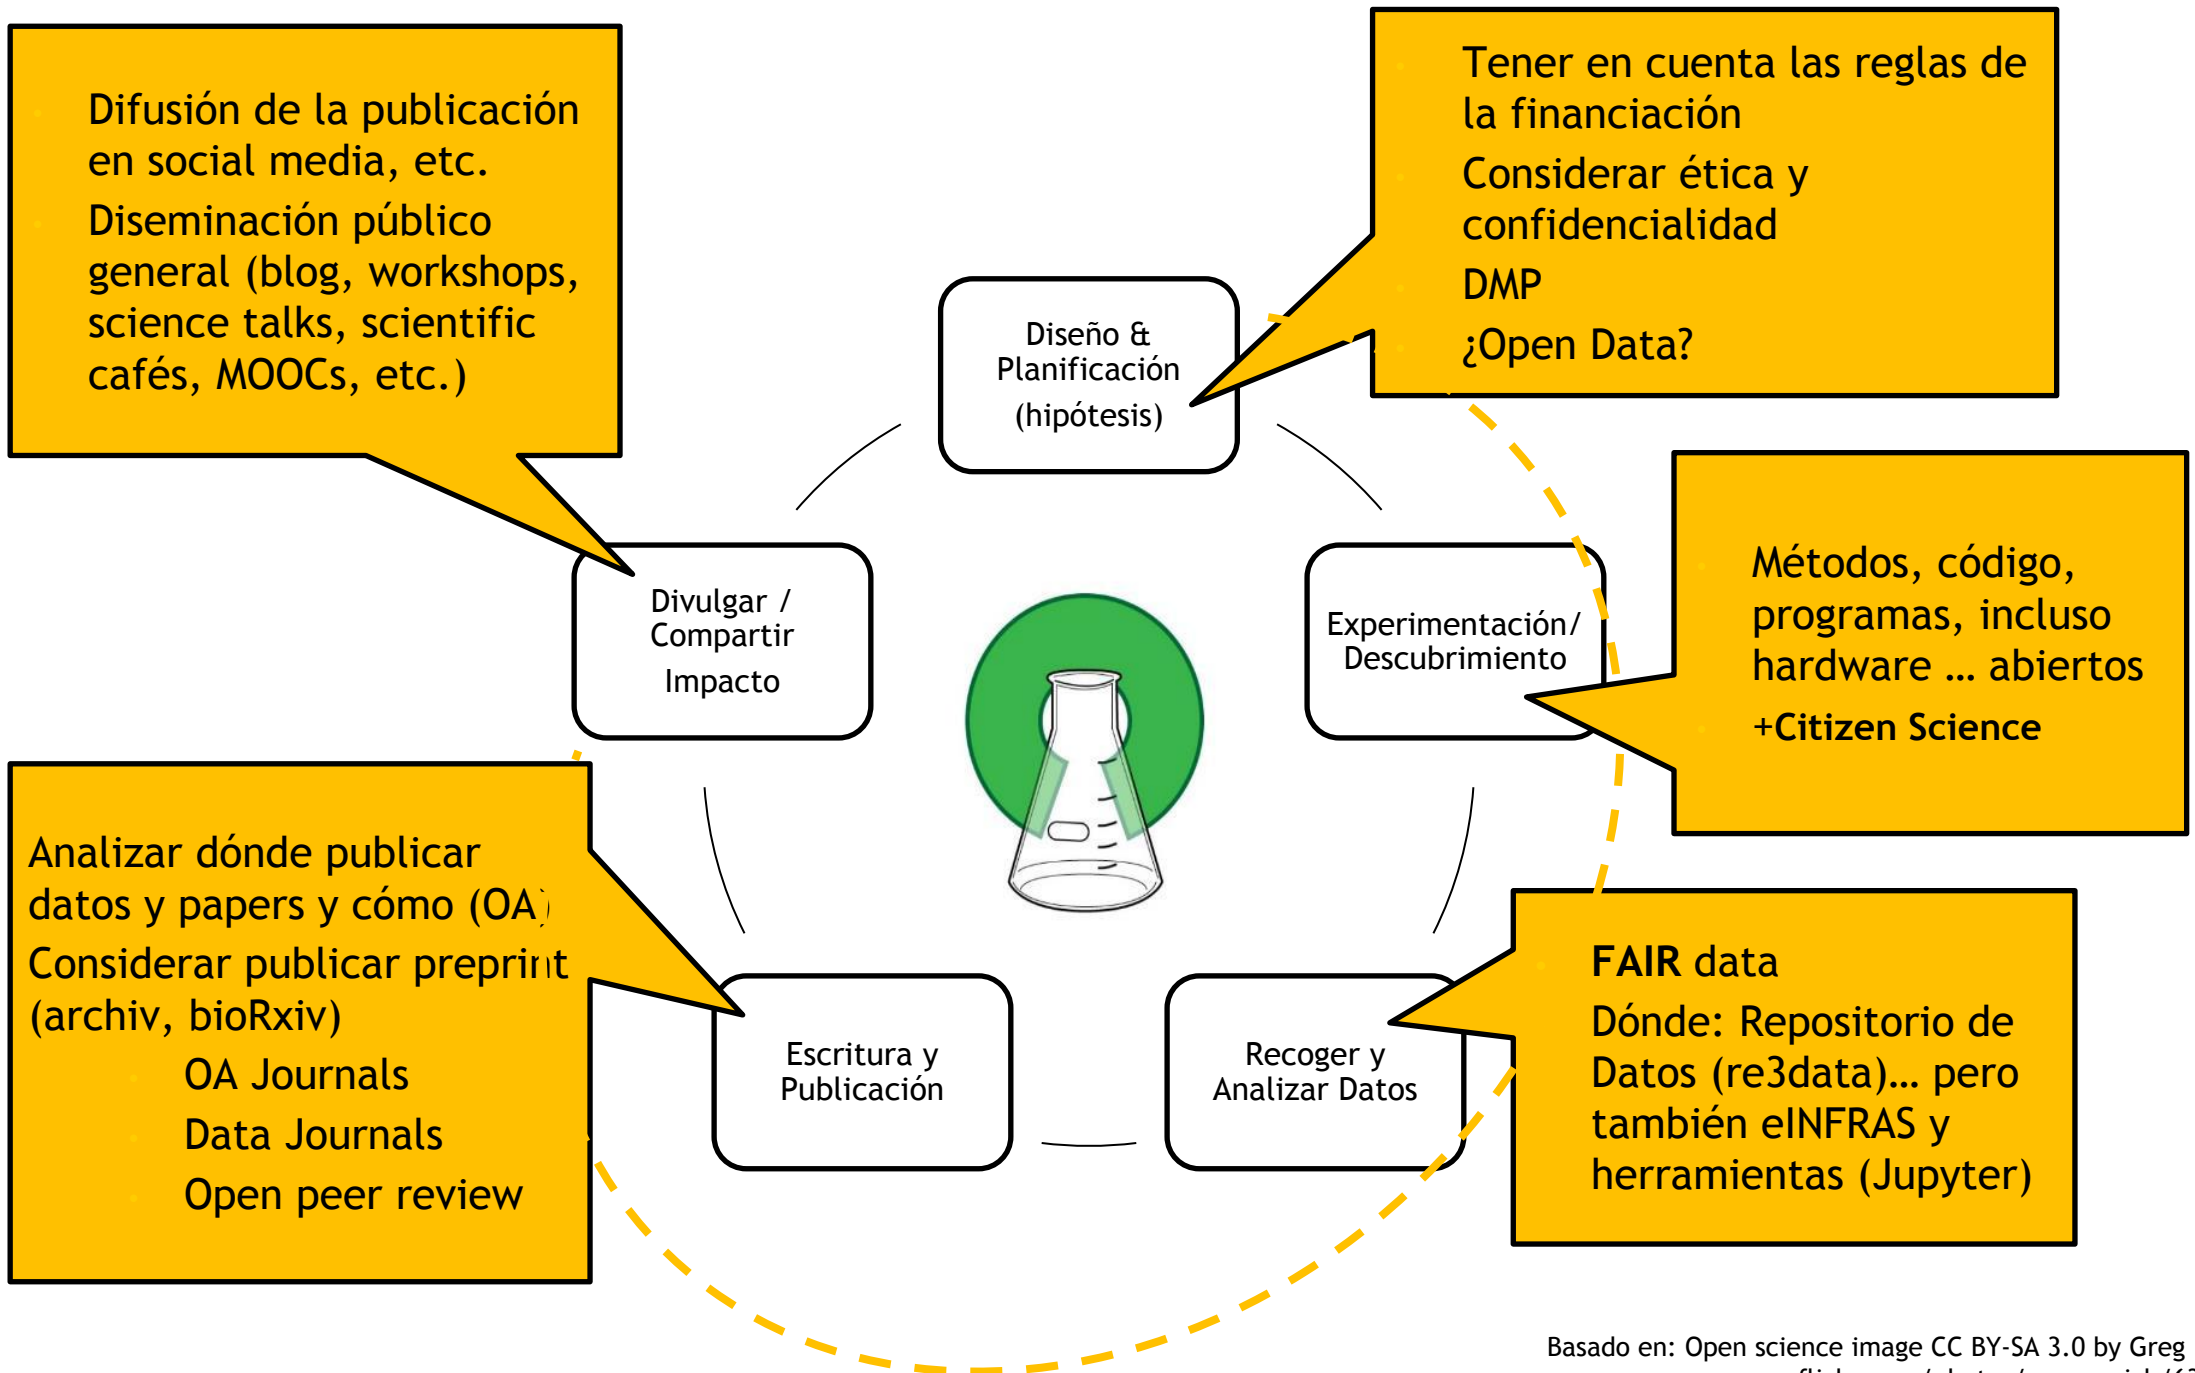 Difusión de la publicación
en social media, etc.
Diseminación público
general (blog, workshops,
science talks, scientific
cafés, MOOCs, etc.)
Tener en cuenta las reglas de
la financiación
Considerar ética y
confidencialidad
DMP
¿Open Data?
Diseño &
Planificación
(hipótesis)
Métodos, código,
programas, incluso
hardware … abiertos
+Citizen Science
Experimentación/
Descubrimiento
Divulgar /
Compartir
Impacto
Analizar dónde publicar
datos y papers y cómo (OA)
Considerar publicar preprint
(archiv, bioRxiv)
OA Journals
Data Journals
Open peer review
Escritura y
Publicación
Recoger y
Analizar Datos
FAIR data
Dónde: Repositorio de
Datos (re3data)… pero
también eINFRAS y
herramientas (Jupyter)
Basado en: Open science image CC BY-SA 3.0 by Greg